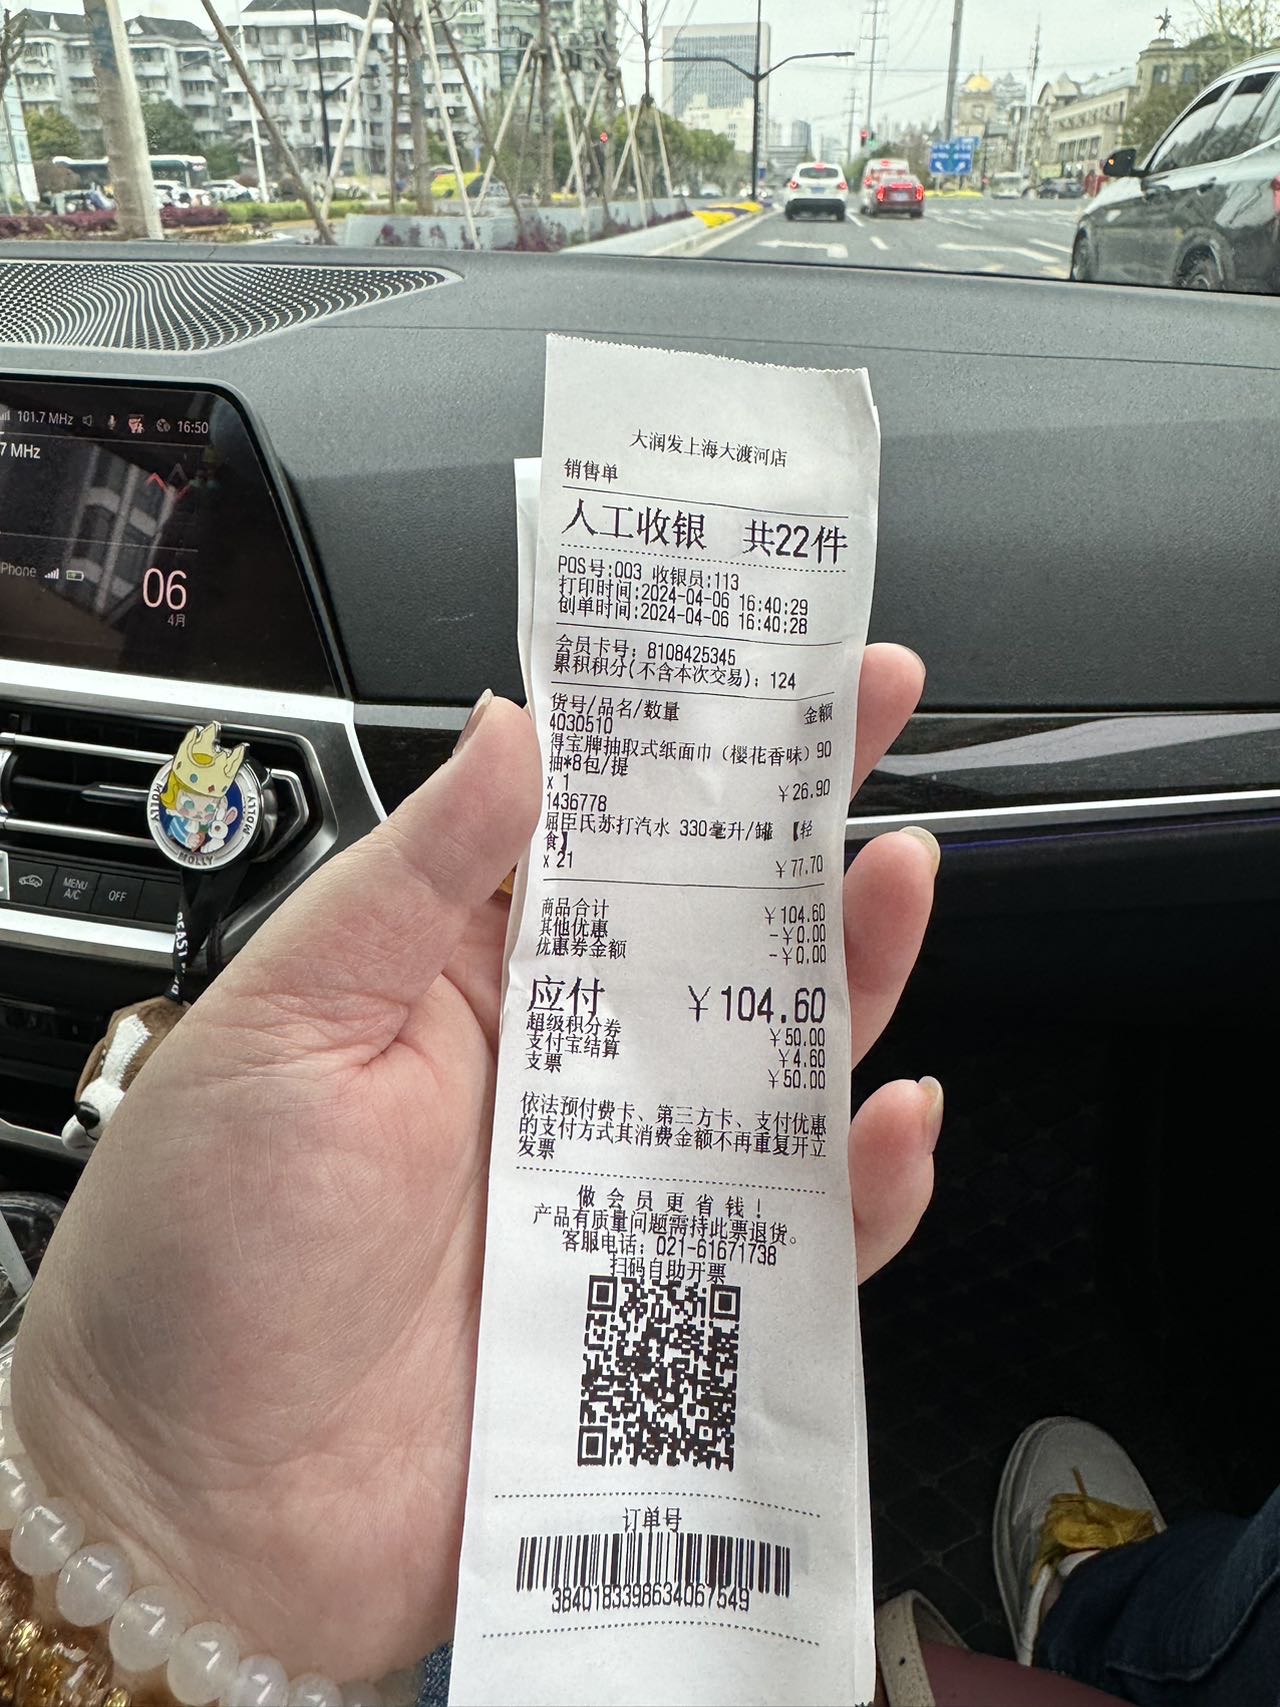 101.7 MHz
16:50
7 MHz
Phone
06
4月
MENU
A/C
OFF
MOLLY
MOLLY
MOLLY
大润发上海大渡河店
销售单
人工收银 共22件
POS号:003 收银员:113
打印时间:2024-04-06 16:40:29
创单时间:2024-04-06 16:40:28
会员卡号: 8108425345
累积积分(不含本次交易): 124
货号/品名/数量 金额
4030510
得宝牌抽取式纸面巾（樱花香味）90
抽*8包/提
x 1 ￥26.90
1436778
屈臣氏苏打汽水 330毫升/罐 【轻
食】
x 21 ￥77.70
商品合计 ￥104.60
其他优惠 -￥0.00
优惠券金额 -￥0.00
应付 ￥104.60
超级积分券 ￥50.00
支付宝结算 ￥4.60
支票 ￥50.00
依法预付费卡、第三方卡、支付优惠
的支付方式其消费金额不再重复开立
发票
做会员更省钱！
产品有质量问题需持此票退货。
客服电话: 021-61671738
扫码自助开票
订单号
3840183398634067549